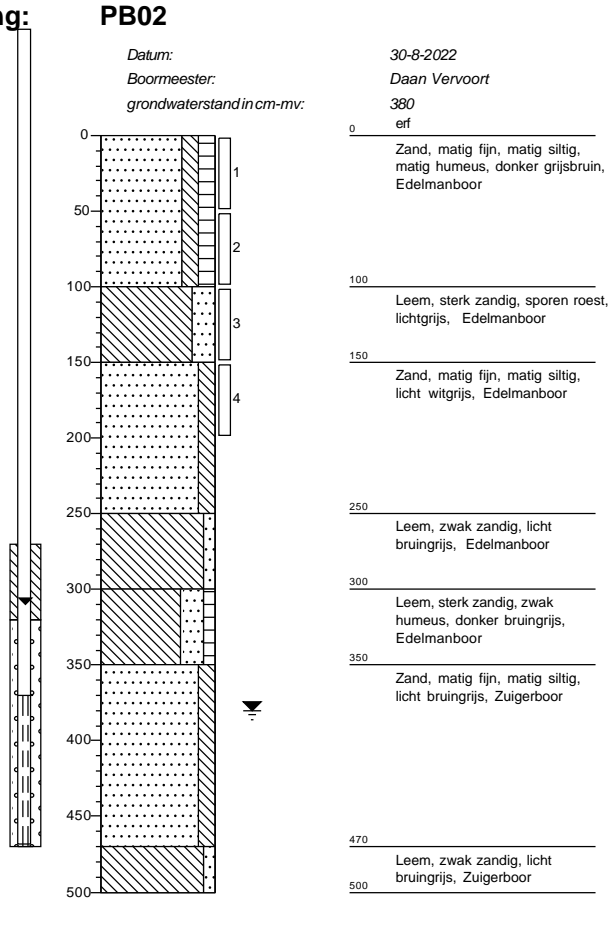 ng: PB02
Datum: 30-8-2022
Boormeester: Daan Vervoort
grondwaterstand in cm-mv: 380
0 0 erf
Zand, matig fijn, matig siltig,
matig humeus, donker grijsbruin,
Edelmanboor
1
50
2
100 100
Leem, sterk zandig, sporen roest,
lichtgrijs, Edelmanboor
3
150 150
Zand, matig fijn, matig siltig,
licht witgrijs, Edelmanboor
4
200
250 250
Leem, zwak zandig, licht
bruingrijs, Edelmanboor
300 300
Leem, sterk zandig, zwak
humeus, donker bruingrijs,
Edelmanboor
350 350
Zand, matig fijn, matig siltig,
licht bruingrijs, Zuigerboor
400
450
470
Leem, zwak zandig, licht
bruingrijs, Zuigerboor
500 500